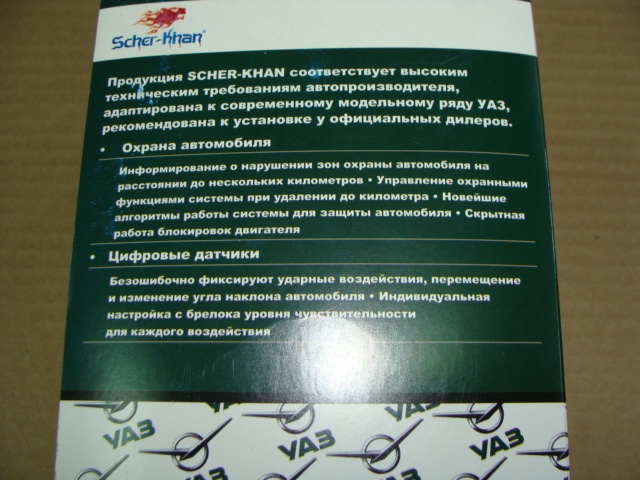 Scher-Khan
Продукция SCHER-KHAN соответствует высоким
техническим требованиям автопроизводителя,
адаптирована к современному модельному ряду УАЗ,
рекомендована к установке у официальных дилеров.
• Охрана автомобиля
Информирование о нарушении зон охраны автомобиля на
расстоянии до нескольких километров • Управление охранными
функциями системы при удалении до километра • Новейшие
алгоритмы работы системы для защиты автомобиля • Скрытная
работа блокировок двигателя
• Цифровые датчики
Безошибочно фиксируют ударные воздействия, перемещение
и изменение угла наклона автомобиля • Индивидуальная
настройка с брелока уровня чувствительности
для каждого воздействия
УАЗ
УАЗ
УАЗ
УАЗ
УАЗ